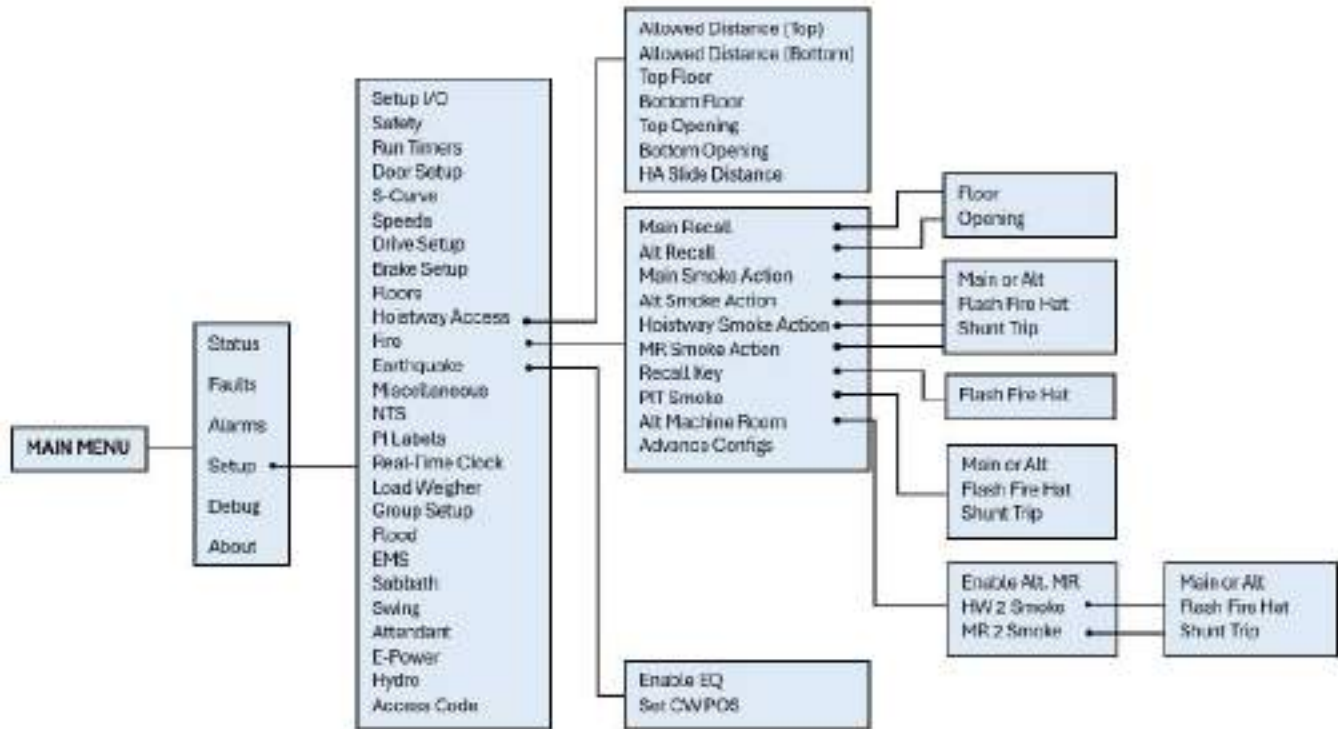 MAIN MENU
Status
Faults
Alarms
Setup
Debug
About
Setup I/O
Safety
Run Timers
Door Setup
S-Curve
Speeds
Drive Setup
Brake Setup
Floors
Hoistway Access
Fire
Earthquake
Miscellaneous
NTS
PI Labels
Real-Time Clock
Load Weigher
Group Setup
Flood
EMS
Sabbath
Swing
Attendant
E-Power
Hydro
Access Code
Allowed Distance (Top)
Allowed Distance (Bottom)
Top Floor
Bottom Floor
Top Opening
Bottom Opening
HA Slide Distance
Main Recall
Alt Recall
Main Smoke Action
Alt Smoke Action
Hoistway Smoke Action
MR Smoke Action
Recall Key
PIT Smoke
Alt Machine Room
Advance Configs
Enable EQ
Set CW POS
Floor
Opening
Main or Alt
Flash Fire Hat
Shunt Trip
Flash Fire Hat
Main or Alt
Flash Fire Hat
Shunt Trip
Enable Alt. MR
HW 2 Smoke
MR 2 Smoke
Main or Alt
Flash Fire Hat
Shunt Trip